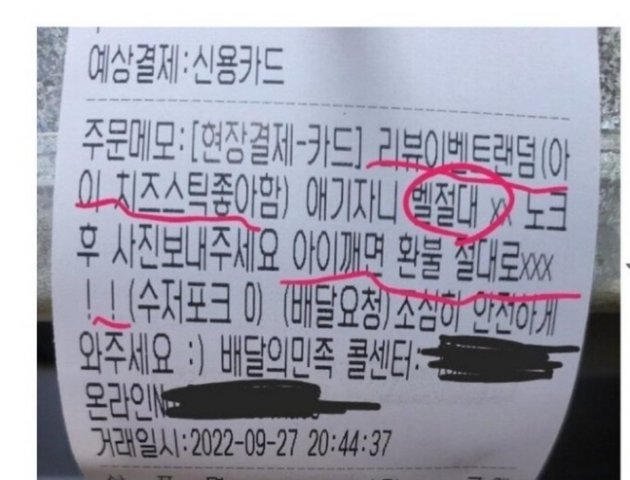 예상결제:신용카드
주문메모:[현장결제-카드] 리뷰이벤트랜덤(아
이 치즈스틱좋아함) 애기자니 벨절대 xx 노크
후 사진보내주세요 아이깨면 환불 절대로xxx
!!(수저포크 O) (배달요청)조심히 안전하게
와주세요 :) 배달의민족 콜센터:
온라인
거래일시:2022-09-27 20:44:37